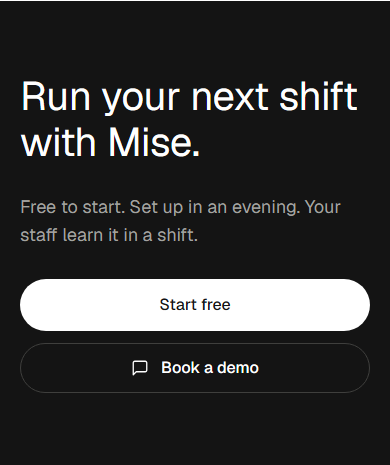 Run your next shift
with Mise.
Free to start. Set up in an evening. Your
staff learn it in a shift.
Start free
Book a demo